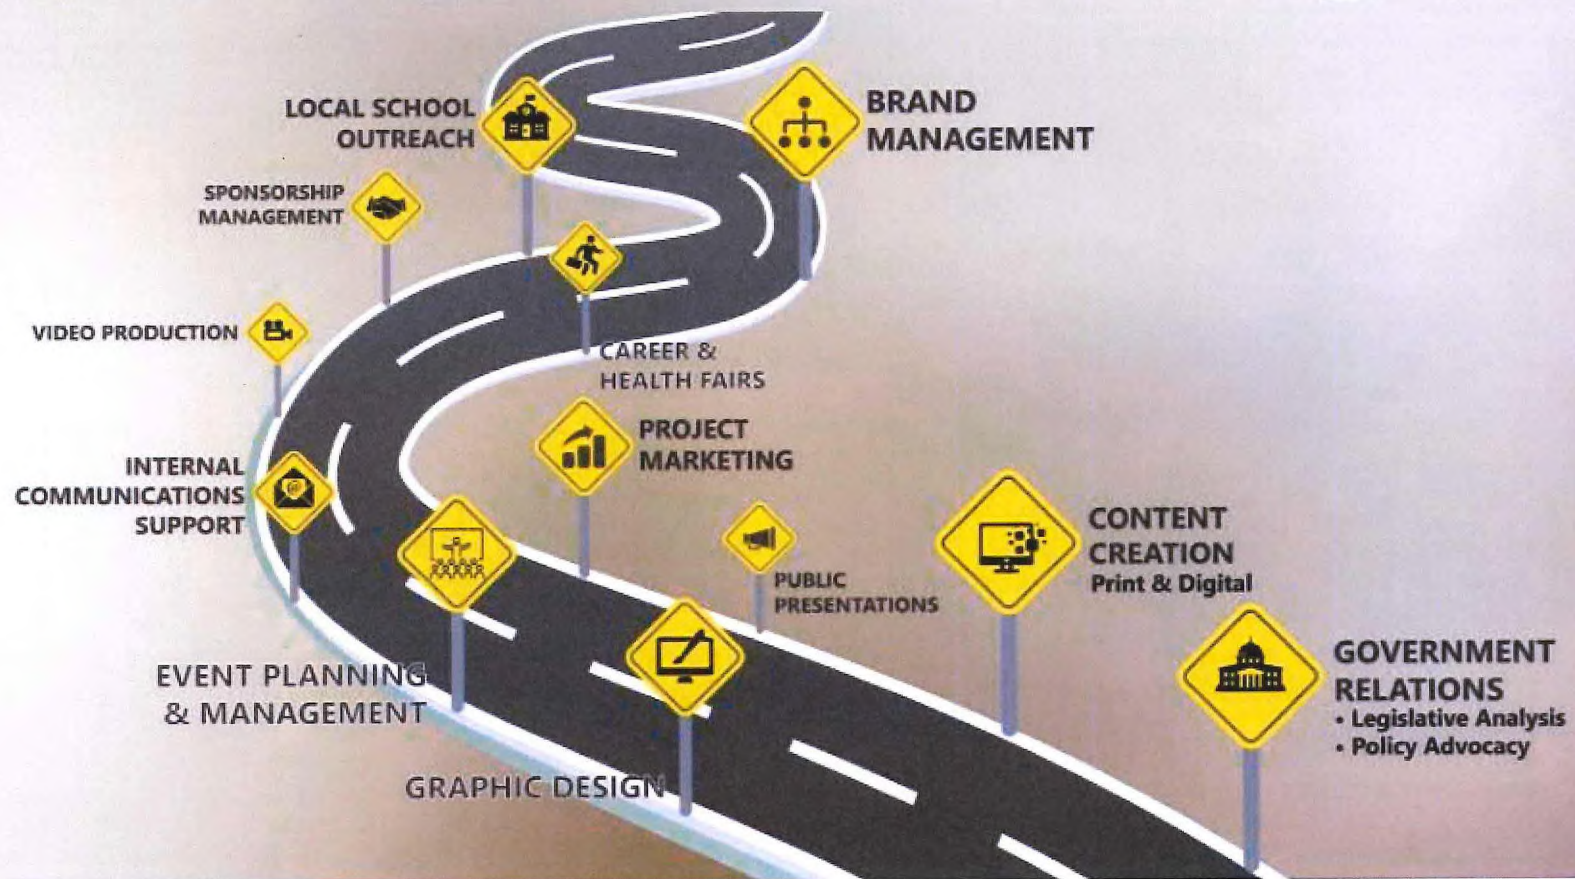 LOCAL SCHOOL
OUTREACH
BRAND
MANAGEMENT
SPONSORSHIP
MANAGEMENT
VIDEO PRODUCTION
CAREER &
HEALTH FAIRS
PROJECT
MARKETING
INTERNAL
COMMUNICATIONS
SUPPORT
CONTENT
CREATION
Print & Digital
PUBLIC
PRESENTATIONS
GOVERNMENT
RELATIONS
• Legislative Analysis
• Policy Advocacy
EVENT PLANNING
& MANAGEMENT
GRAPHIC DESIGN